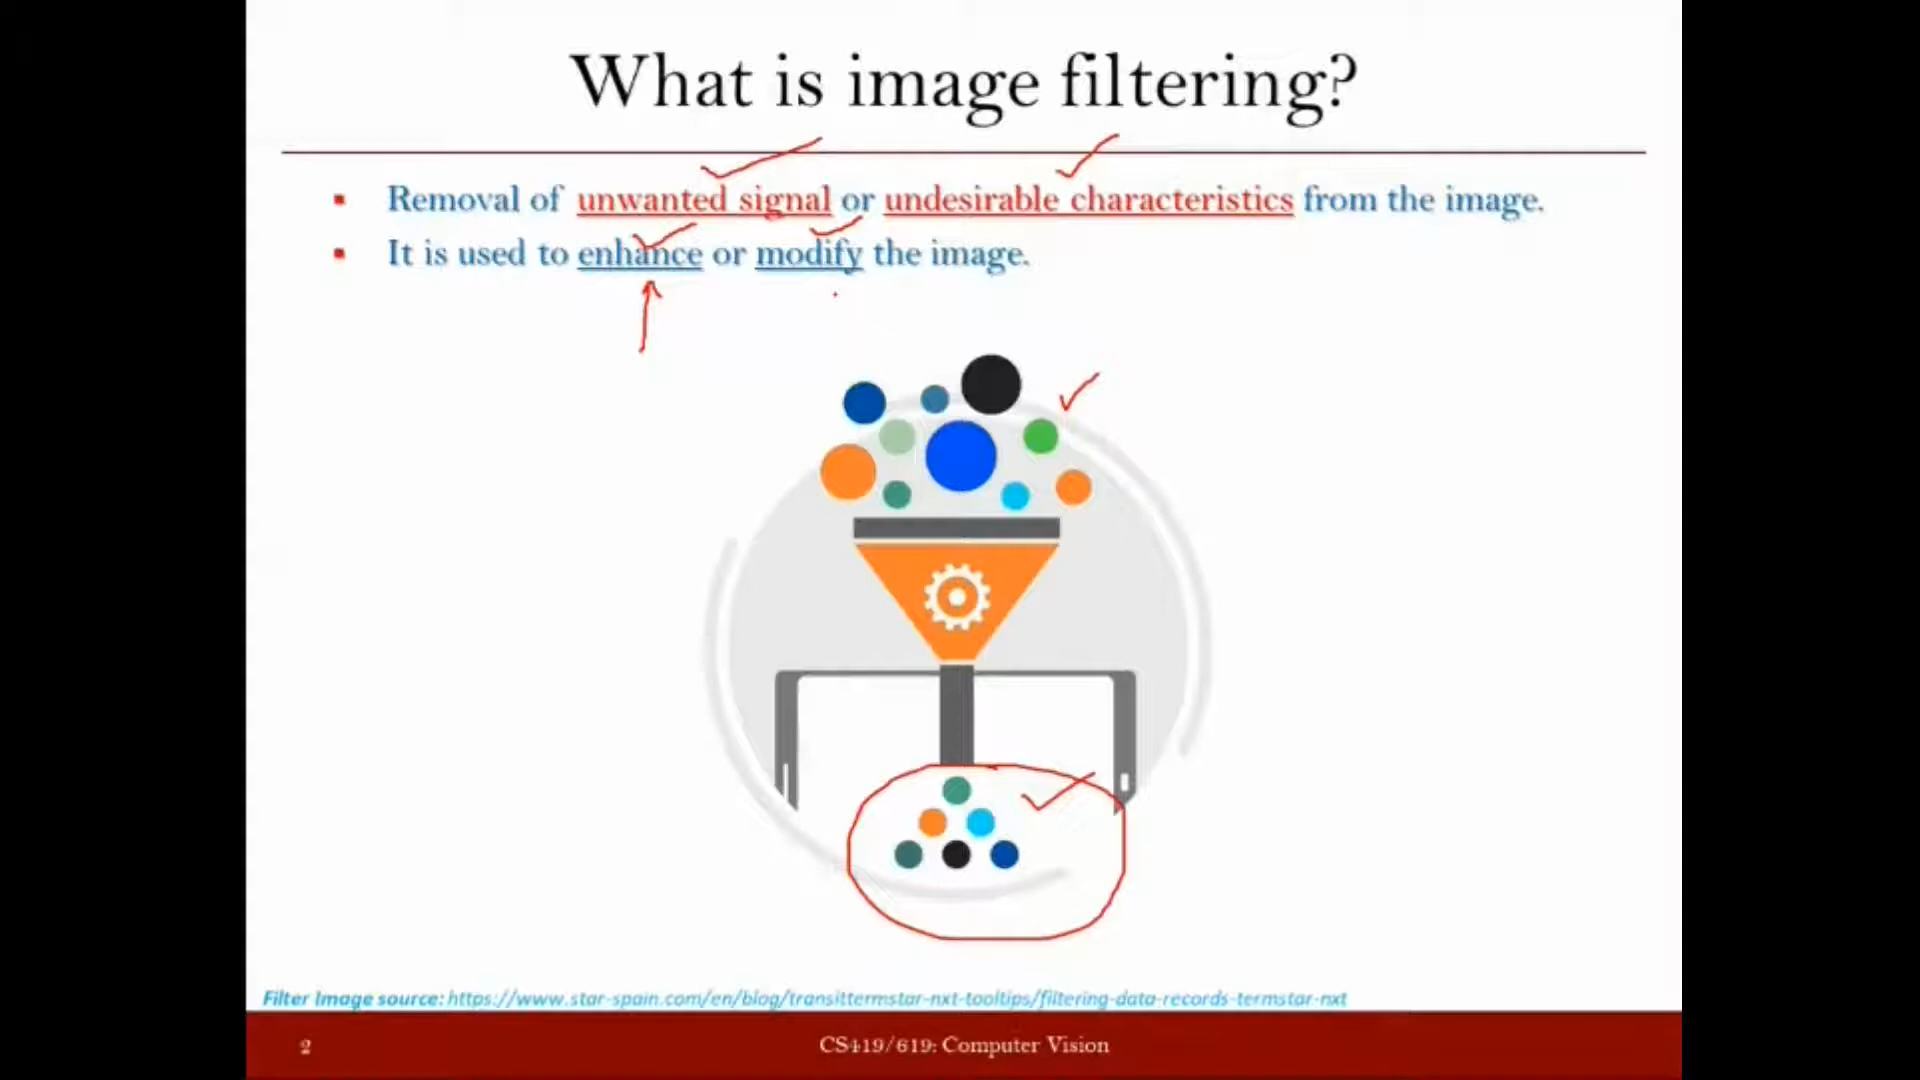 What is image filtering?
Removal of unwanted signal or undesirable characteristics from the image.
It is used to enhance or modify the image.
Filter Image source: https://www.star-spain.com/en/blog/transittermstar-nxt-tooltips/filtering-data-records-termstar-nxt
2
CS419/619: Computer Vision